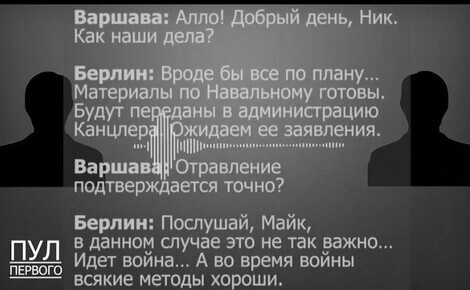 Варшава: Алло! Добрый день, Ник.
Как наши дела?
Берлин: Вроде бы все по плану...
Материалы по Навальному готовы.
Будут переданы в администрацию
Канцлера. Ожидаем ее заявления.
Варшава: Отравление
подтверждается точно?
Берлин: Послушай, Майк,
в данном случае это не так важно...
Идет война... А во время войны
всякие методы хороши.
ПУЛ
ПЕРВОГО